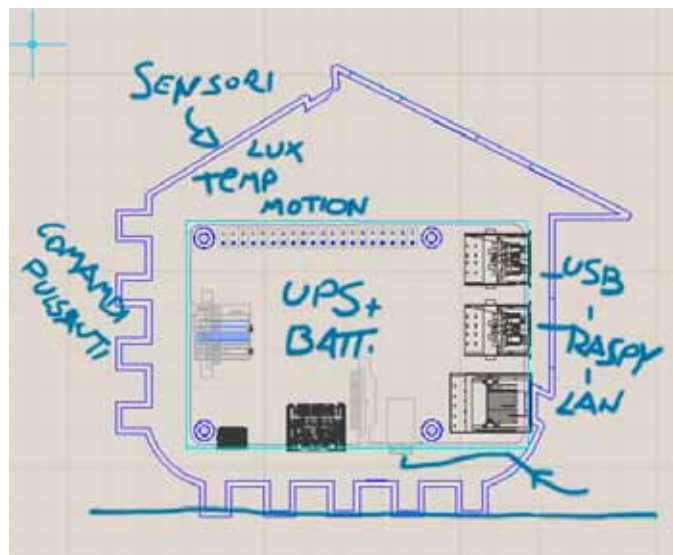 SENSORI
LUX
TEMP
MOTION
COMANDI
PULSANTI
UPS+
BATT.
USB
-
RASPY
-
LAN